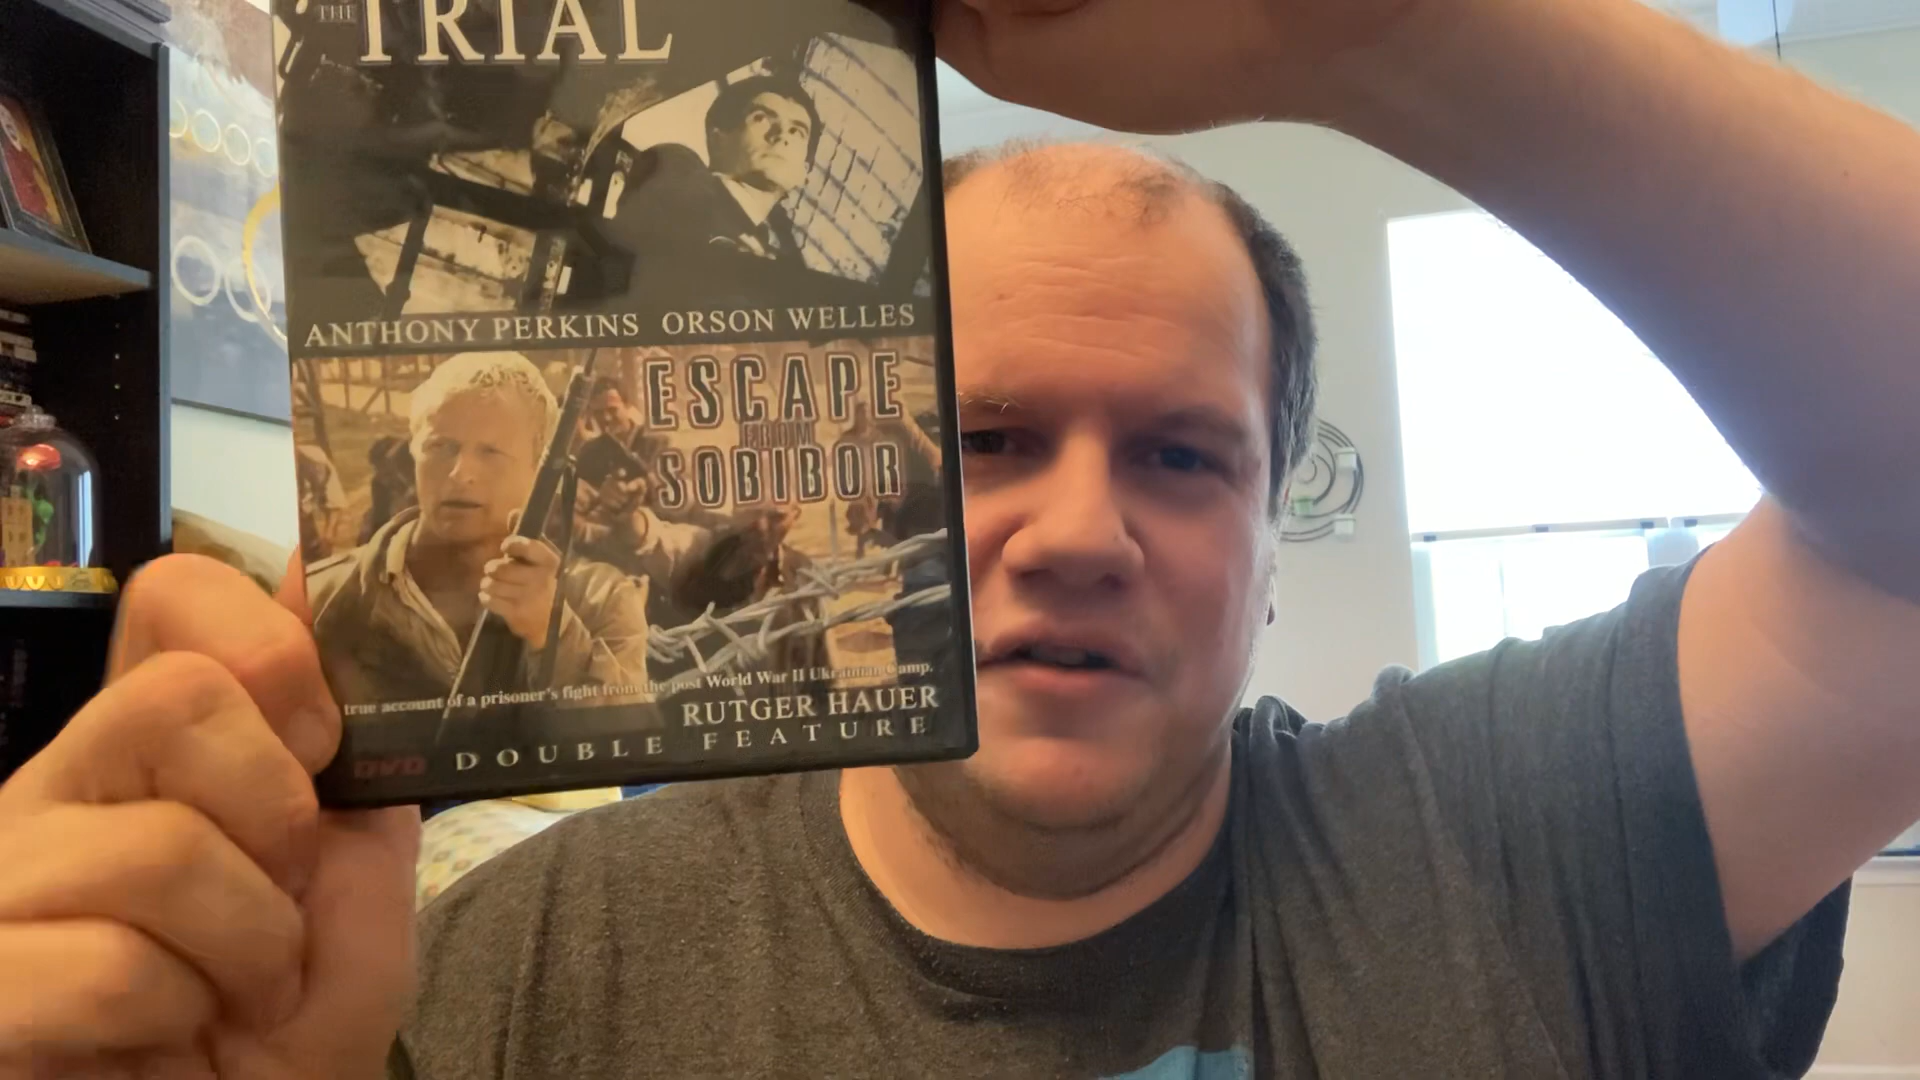 THE TRIAL
ANTHONY PERKINS ORSON WELLES
ESCAPE
FROM
SOBIBOR
true account of a prisoner's fight from the post World War II Ukrainian Camp.
RUTGER HAUER
DVD DOUBLE FEATURE